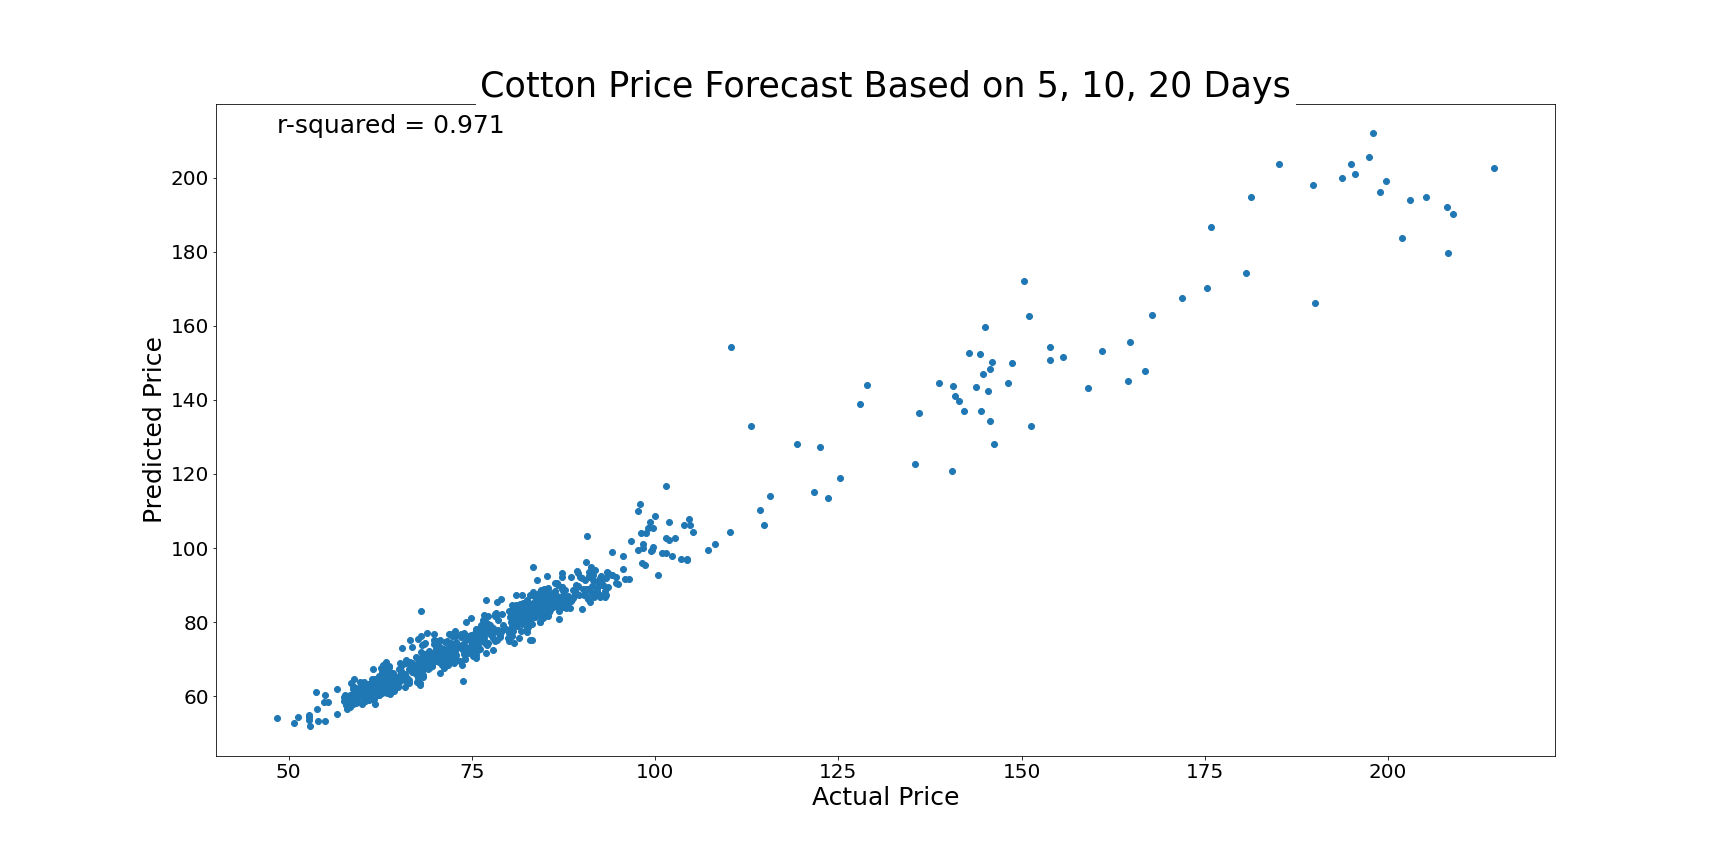 Cotton Price Forecast Based on 5, 10, 20 Days
r-squared = 0.971
200
180
160
140
120
100
80
60
Predicted Price
50 75 100 125 150 175 200
Actual Price